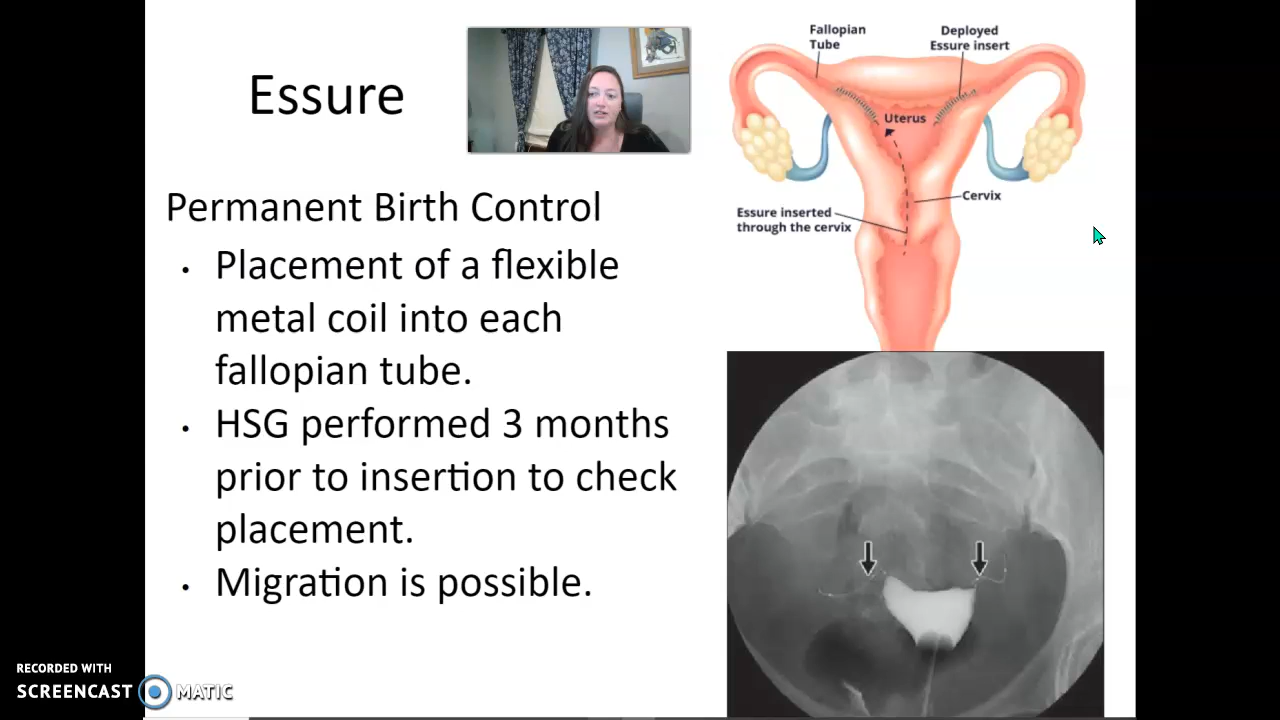 Essure
Permanent Birth Control
• Placement of a flexible
metal coil into each
fallopian tube.
• HSG performed 3 months
prior to insertion to check
placement.
• Migration is possible.
Fallopian
Tube
Deployed
Essure insert
Uterus
Cervix
Essure inserted
through the cervix
RECORDED WITH
SCREENCAST MATIC